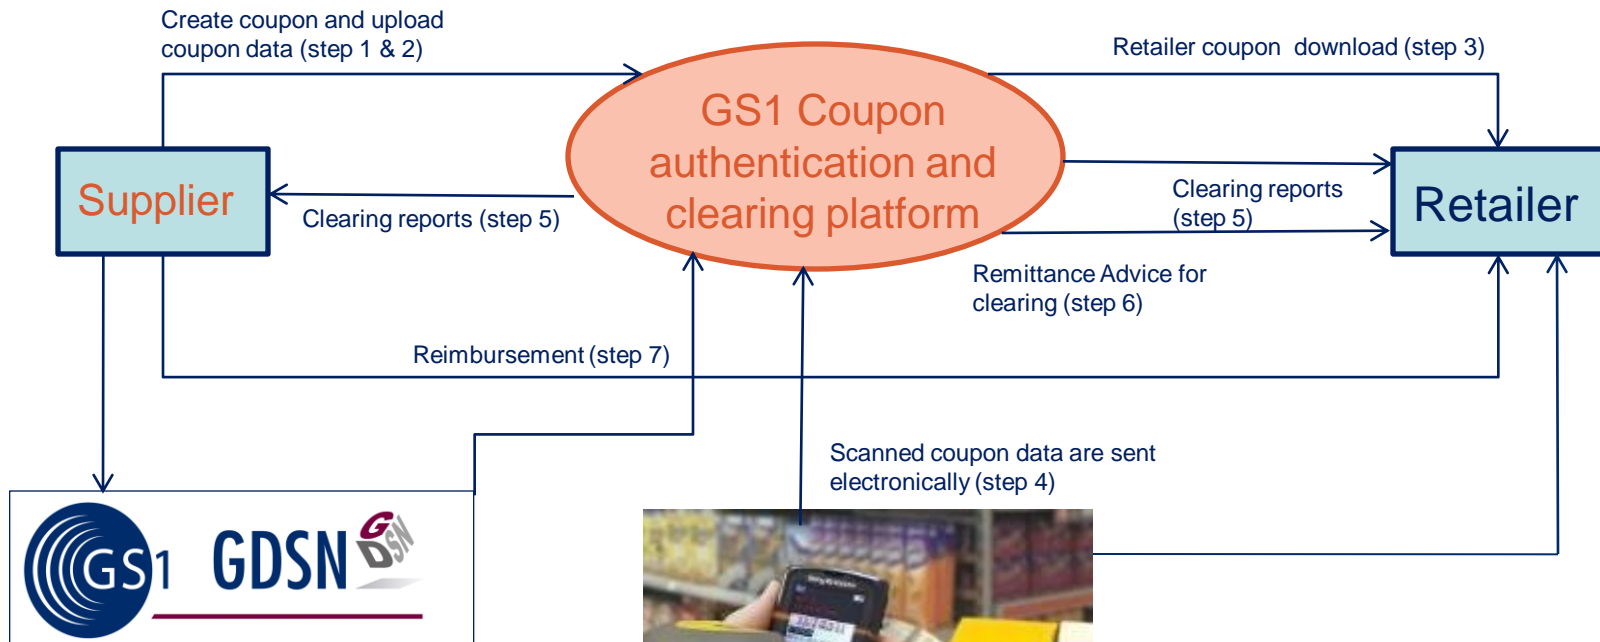 Create coupon and upload
coupon data (step 1 & 2)
Retailer coupon download (step 3)
GS1 Coupon
authentication and
clearing platform
Supplier
Clearing reports (step 5)
Clearing reports
(step 5)
Retailer
Remittance Advice for
clearing (step 6)
Reimbursement (step 7)
Scanned coupon data are sent
electronically (step 4)
GS1 GDSN
GDSN